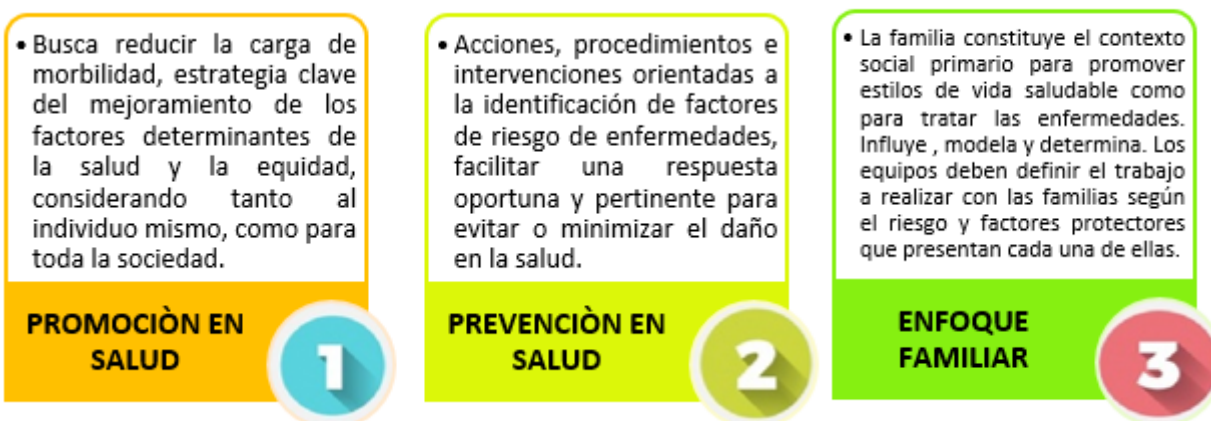 • Busca reducir la carga de
morbilidad, estrategia clave
del mejoramiento de los
factores determinantes de
la salud y la equidad,
considerando tanto al
individuo mismo, como para
toda la sociedad.
PROMOCIÒN EN
SALUD
1
• Acciones, procedimientos e
intervenciones orientadas a
la identificación de factores
de riesgo de enfermedades,
facilitar una respuesta
oportuna y pertinente para
evitar o minimizar el daño
en la salud.
PREVENCIÒN EN
SALUD
2
• La familia constituye el contexto
social primario para promover
estilos de vida saludable como
para tratar las enfermedades.
Influye , modela y determina. Los
equipos deben definir el trabajo
a realizar con las familias según
el riesgo y factores protectores
que presentan cada una de ellas.
ENFOQUE
FAMILIAR
3